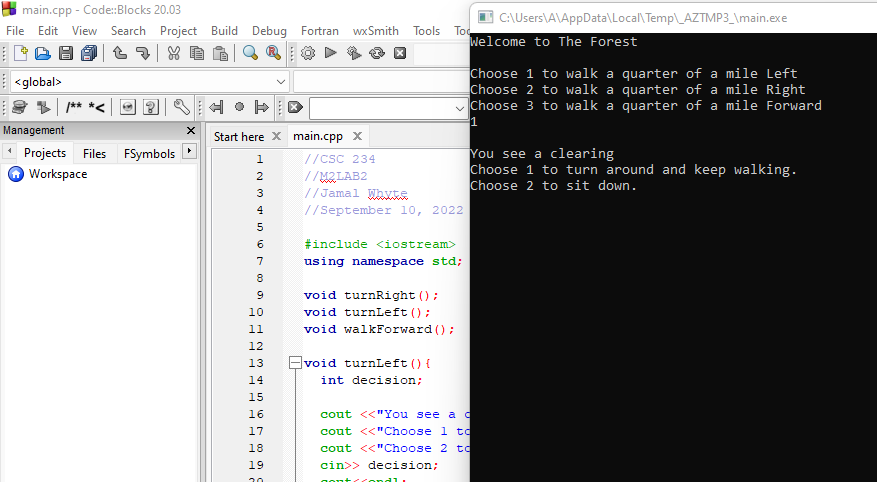 main.cpp - Code::Blocks 20.03
File Edit View Search Project Build Debug Fortran wxSmith Tools
<global>
/** *<
Management
Projects Files FSymbols
Workspace
Start here main.cpp
1 //CSC 234
2 //M2LAB2
3 //Jamal Whyte
4 //September 10, 2022
5
6 #include <iostream>
7 using namespace std;
8
9 void turnRight();
10 void turnLeft();
11 void walkForward();
12
13 void turnLeft(){
14 int decision;
15
16 cout <<"You see a c
17 cout <<"Choose 1 to
18 cout <<"Choose 2 to
19 cin>> decision;
20 cout<<endl;
C:\Users\A\AppData\Local\Temp\_AZTMP3_\main.exe
Welcome to The Forest
Choose 1 to walk a quarter of a mile Left
Choose 2 to walk a quarter of a mile Right
Choose 3 to walk a quarter of a mile Forward
1
You see a clearing
Choose 1 to turn around and keep walking.
Choose 2 to sit down.